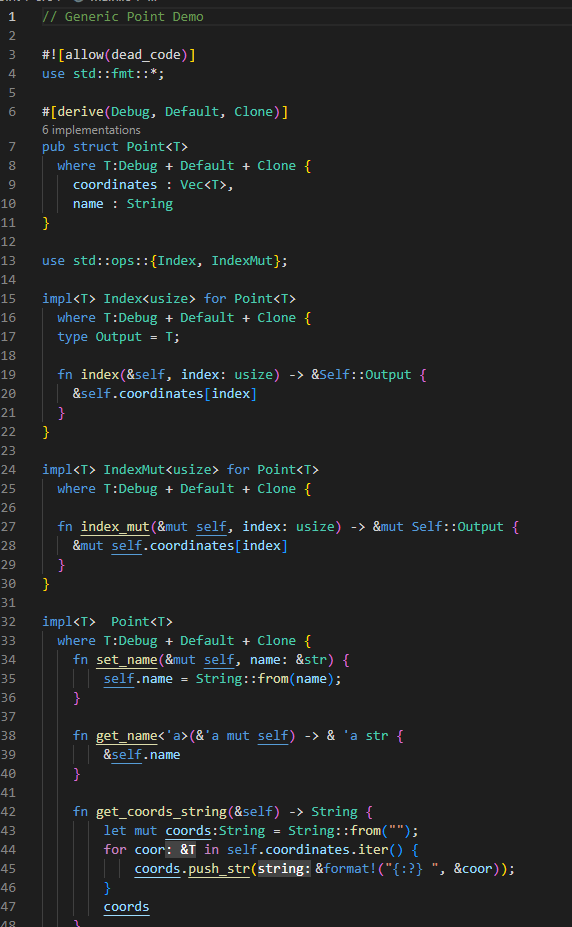 1 // Generic Point Demo
2
3 #![allow(dead_code)]
4 use std::fmt::*;
5
6 #[derive(Debug, Default, Clone)]
6 implementations
7 pub struct Point<T>
8 where T:Debug + Default + Clone {
9 coordinates : Vec<T>,
10 name : String
11 }
12
13 use std::ops::{Index, IndexMut};
14
15 impl<T> Index<usize> for Point<T>
16 where T:Debug + Default + Clone {
17 type Output = T;
18
19 fn index(&self, index: usize) -> &Self::Output {
20 &self.coordinates[index]
21 }
22 }
23
24 impl<T> IndexMut<usize> for Point<T>
25 where T:Debug + Default + Clone {
26
27 fn index_mut(&mut self, index: usize) -> &mut Self::Output {
28 &mut self.coordinates[index]
29 }
30 }
31
32 impl<T>  Point<T>
33 where T:Debug + Default + Clone {
34 fn set_name(&mut self, name: &str) {
35 self.name = String::from(name);
36 }
37
38 fn get_name<'a>(&'a mut self) -> & 'a str {
39 &self.name
40 }
41
42 fn get_coords_string(&self) -> String {
43 let mut coords:String = String::from("");
44 for coor: &T in self.coordinates.iter() {
45 coords.push_str(string: &format!("{:?} ", &coor));
46 }
47 coords
48 }